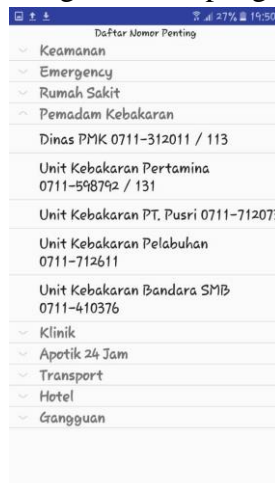 27% 19:50
Daftar Nomor Penting
Keamanan
Emergency
Rumah Sakit
Pemadam Kebakaran
Dinas PMK 0711-312011 / 113
Unit Kebakaran Pertamina
0711-598792 / 131
Unit Kebakaran PT. Pusri 0711-71207
Unit Kebakaran Pelabuhan
0711-712611
Unit Kebakaran Bandara SMB
0711-410376
Klinik
Apotik 24 Jam
Transport
Hotel
Gangguan